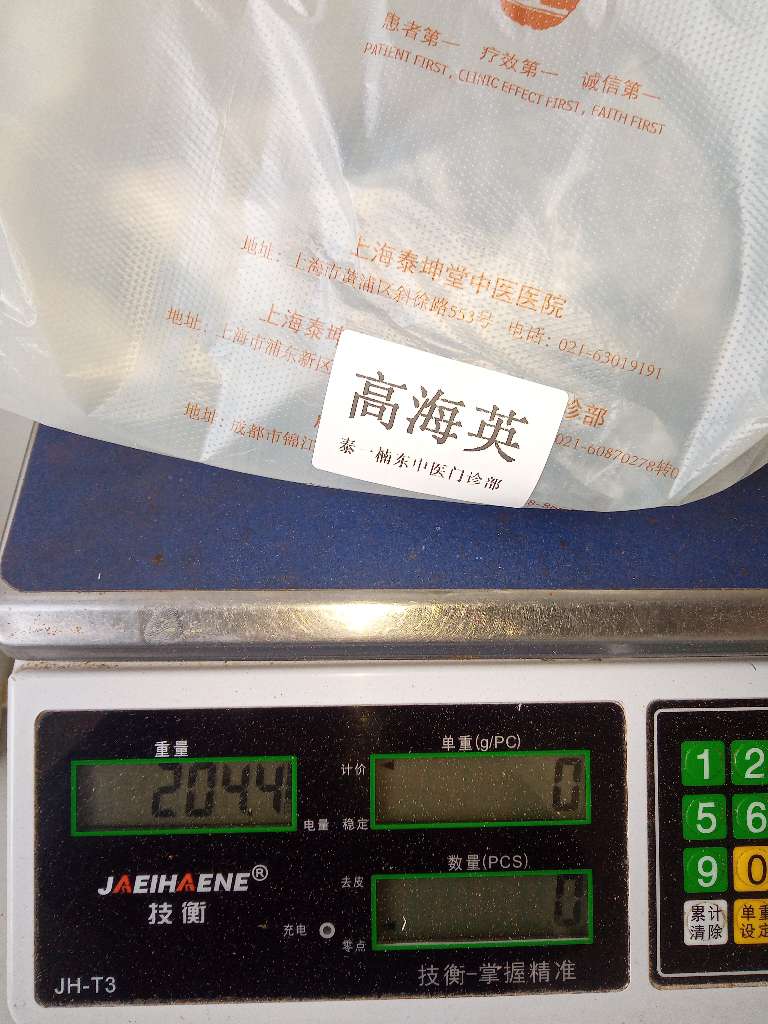 患者第一 疗效第一 诚信第一
PATIENT FIRST, CLINIC EFFECT FIRST, FAITH FIRST
上海泰坤堂中医医院
地址：上海市黄浦区斜徐路553号 电话：021-63019191
上海泰坤
诊部
地址：上海市浦东新区
021-60870278转0
地址：成都市锦江
高海英
泰一楠东中医门诊部
重量
2044
电量
单重(g/PC)
计价
稳定
0
数量(PCS)
去皮
零点
0
充电
JAEIHAENE®
技衡
JH-T3
技衡-掌握精准
1 2
5 6
9 0
累计清除
单重设定